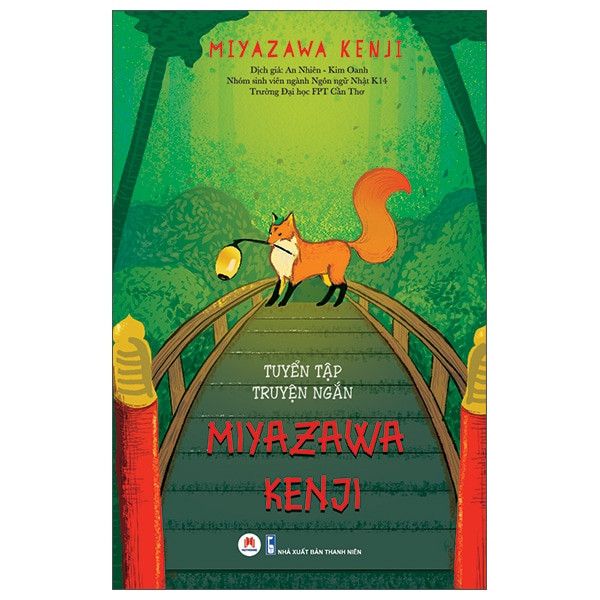 MIYAZAWA KENJI
Dịch giả: An Nhiên - Kim Oanh
Nhóm sinh viên ngành Ngôn ngữ Nhật K14
Trường Đại học FPT Cần Thơ
TUYỂN TẬP
TRUYỆN NGẮN
MIYAZAWA
KENJI
NHÀ XUẤT BẢN THANH NIÊN